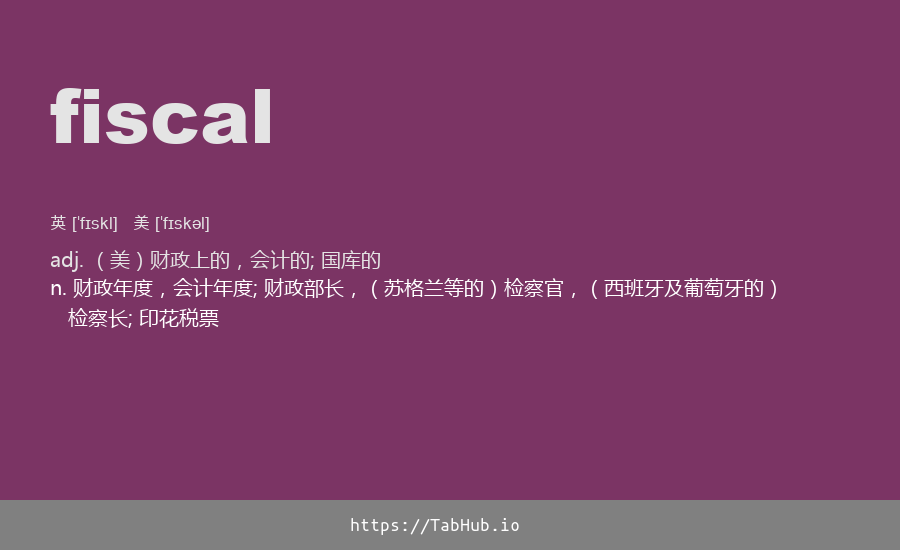 fiscal
英 [ˈfɪskl] 美 [ˈfɪskəl]
adj. （美）财政上的，会计的; 国库的
n. 财政年度，会计年度; 财政部长，（苏格兰等的）检察官，（西班牙及葡萄牙的）
检察长; 印花税票
https://TabHub.io